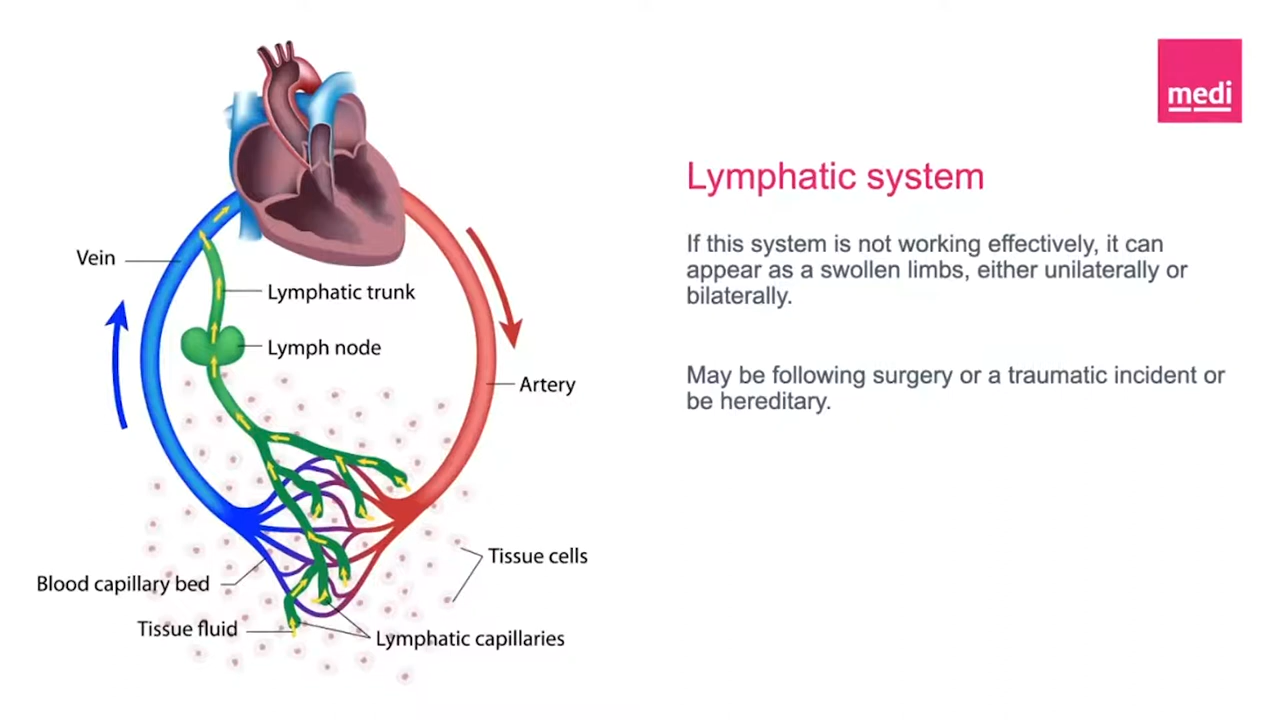 medi
Lymphatic system
If this system is not working effectively, it can
appear as a swollen limbs, either unilaterally or
bilaterally.
May be following surgery or a traumatic incident or
be hereditary.
Vein
Lymphatic trunk
Lymph node
Artery
Tissue cells
Blood capillary bed
Tissue fluid
Lymphatic capillaries